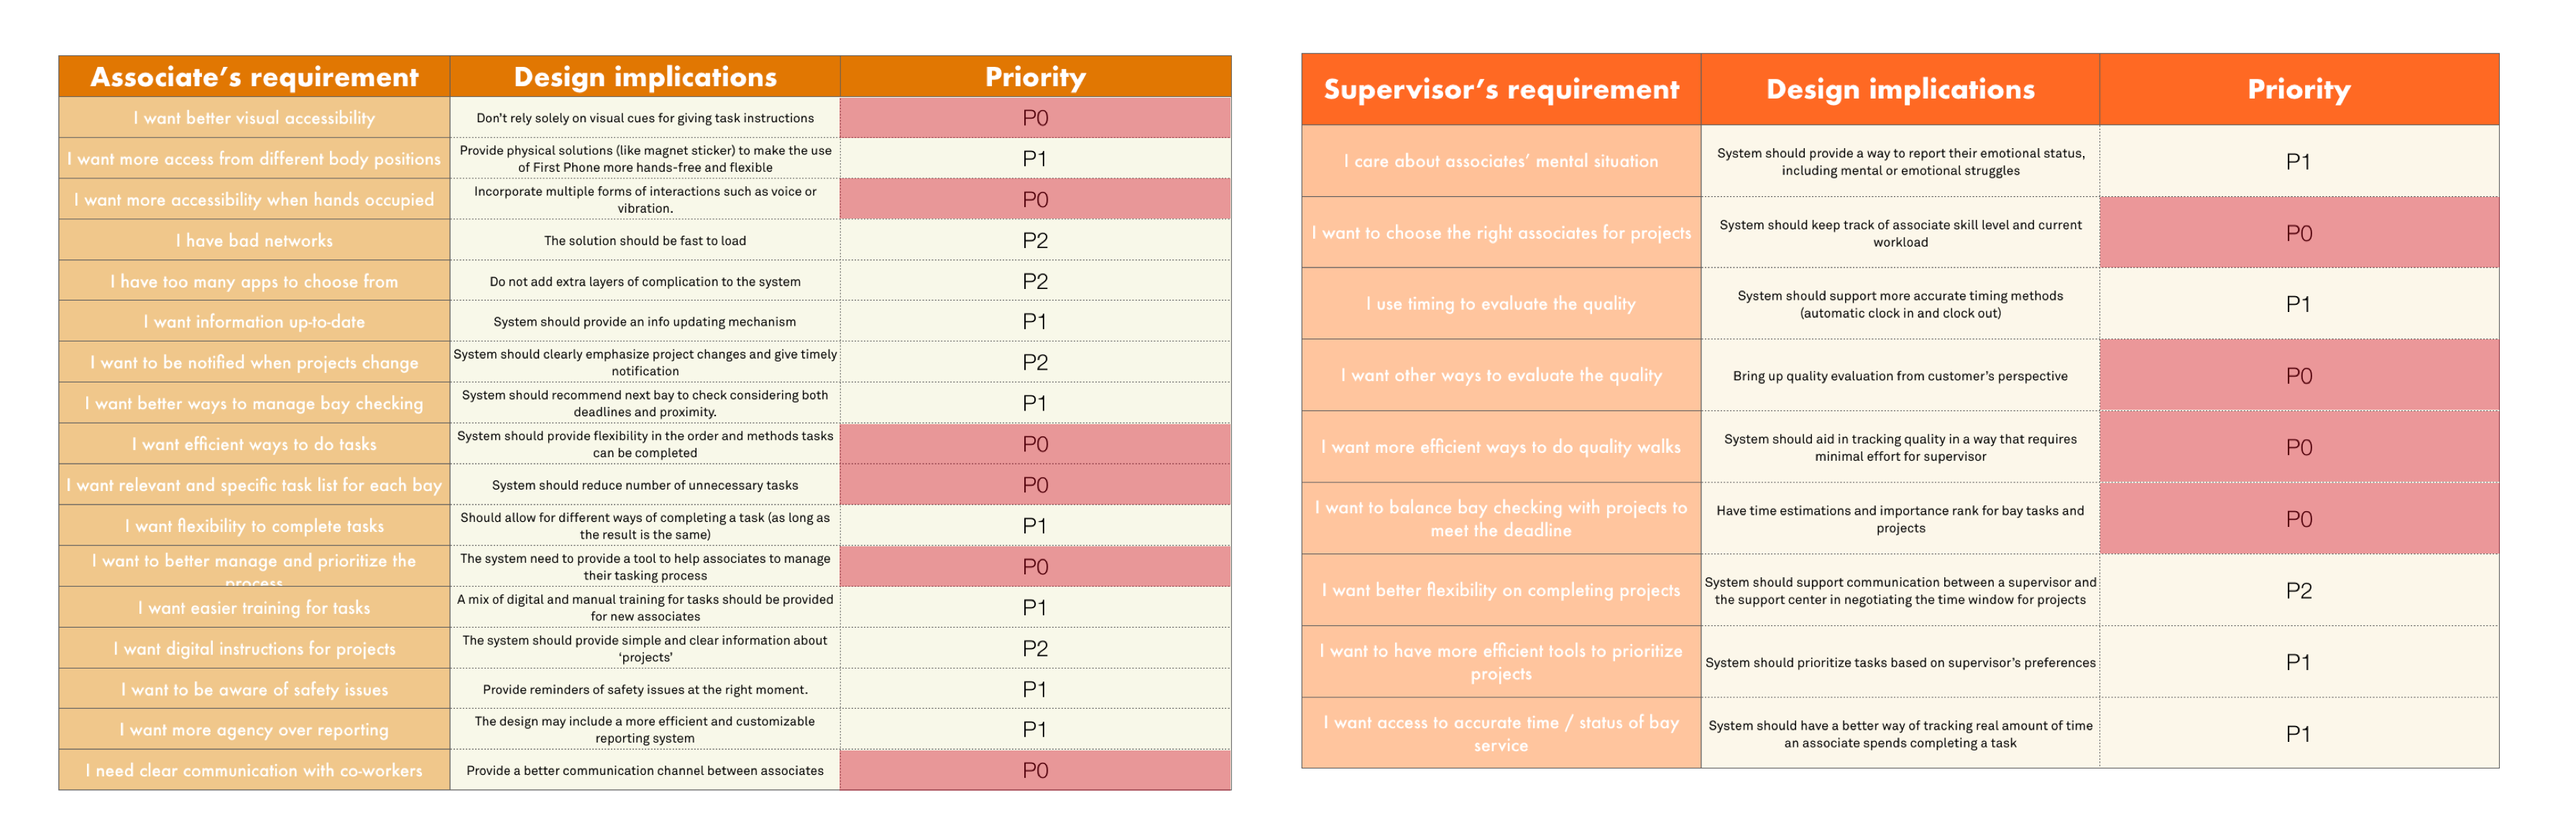 Associate's requirement Design implications Priority
I want better visual accessibility Don't rely solely on visual cues for giving task instructions P0
I want more access from different body positions Provide physical solutions (like magnet sticker) to make the use
of First Phone more hands-free and flexible P1
I want more accessibility when hands occupied Incorporate multiple forms of interactions such as voice or
vibration. P0
I have bad networks The solution should be fast to load P2
I have too many apps to choose from Do not add extra layers of complication to the system P2
I want information up-to-date System should provide an info updating mechanism P1
I want to be notified when projects change System should clearly emphasize project changes and give timely
notification P2
I want better ways to manage bay checking System should recommend next bay to check considering both
deadlines and proximity. P1
I want efficient ways to do tasks System should provide flexibility in the order and methods tasks
can be completed P0
I want relevant and specific task list for each bay System should reduce number of unnecessary tasks P0
I want flexibility to complete tasks Should allow for different ways of completing a task (as long as
the result is the same) P1
I want to better manage and prioritize the
process The system need to provide a tool to help associates to manage
their tasking process P0
I want easier training for tasks A mix of digital and manual training for tasks should be provided
for new associates P1
I want digital instructions for projects The system should provide simple and clear information about
'projects' P2
I want to be aware of safety issues Provide reminders of safety issues at the right moment. P1
I want more agency over reporting The design may include a more efficient and customizable
reporting system P1
I need clear communication with co-workers Provide a better communication channel between associates P0
Supervisor's requirement Design implications Priority
I care about associates' mental situation System should provide a way to report their emotional status,
including mental or emotional struggles P1
I want to choose the right associates for projects System should keep track of associate skill level and current
workload P0
I use timing to evaluate the quality System should support more accurate timing methods
(automatic clock in and clock out) P1
I want other ways to evaluate the quality Bring up quality evaluation from customer's perspective P0
I want more efficient ways to do quality walks System should aid in tracking quality in a way that requires
minimal effort for supervisor P0
I want to balance bay checking with projects to
meet the deadline Have time estimations and importance rank for bay tasks and
projects P0
I want better flexibility on completing projects System should support communication between a supervisor and
the support center in negotiating the time window for projects P2
I want to have more efficient tools to prioritize
projects System should prioritize tasks based on supervisor's preferences P1
I want access to accurate time / status of bay
service System should have a better way of tracking real amount of time
an associate spends completing a task P1